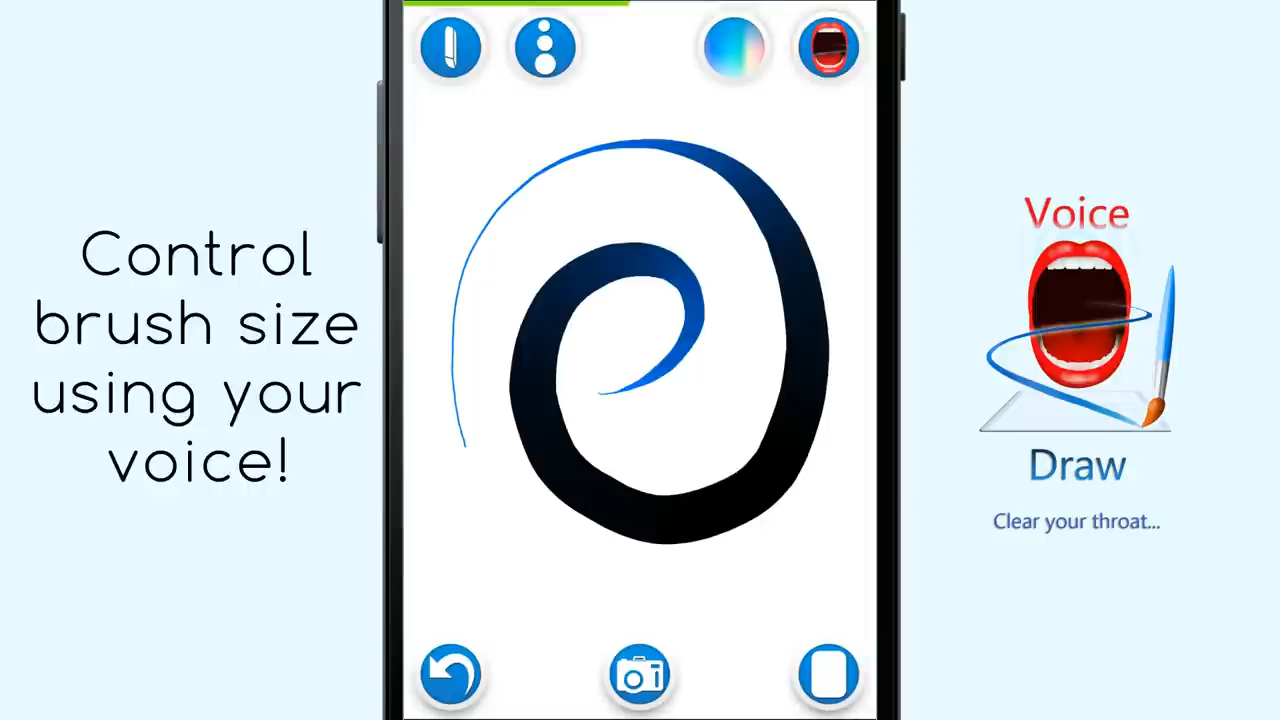 Control
brush size
using your
voice!
Voice
Draw
Clear your throat...